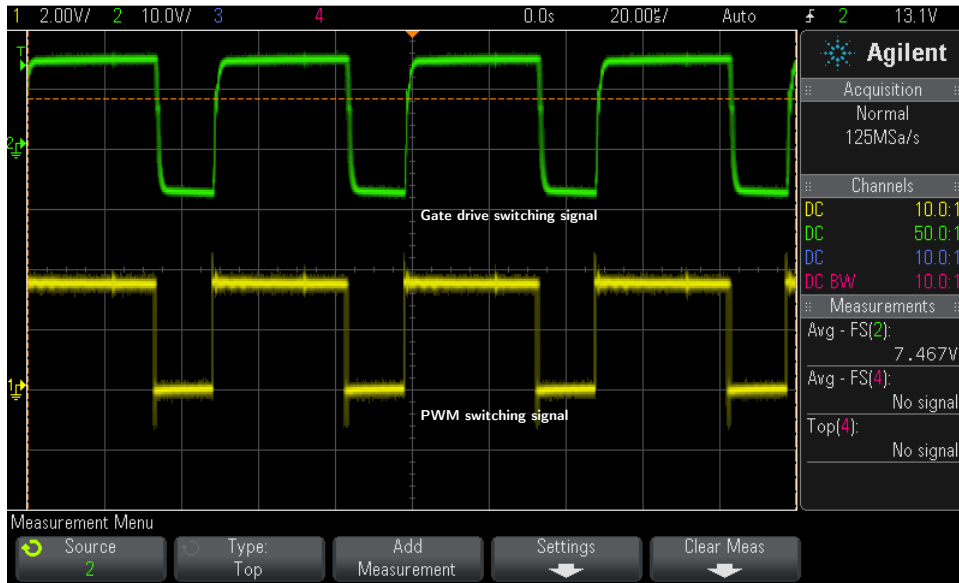 1 2.00V/ 2 10.0V/ 3 4 0.0s 20.00㎲/ Auto 2 13.1V
T
2
1
Gate drive switching signal
PWM switching signal
Agilent
Acquisition
Normal
125MSa/s
Channels
DC 10.0:1
DC 50.0:1
DC 10.0:1
DC BW 10.0:1
Measurements
Avg - FS(2):
7.467V
Avg - FS(4):
No signal
Top(4):
No signal
Measurement Menu
Source
2
Type:
Top
Add
Measurement
Settings
Clear Meas